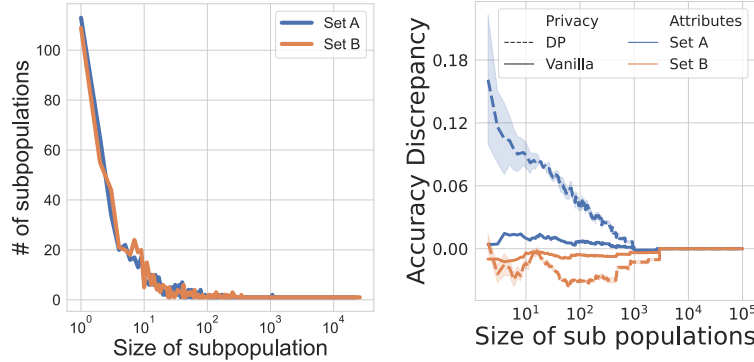 Set A
Set B
100
80
60
40
20
0
# of subpopulations
10^0
10^1
10^2
10^3
10^4
Size of subpopulation
Privacy
DP
Vanilla
Attributes
Set A
Set B
0.18
0.12
0.06
0.00
Accuracy Discrepancy
10^1
10^2
10^3
10^4
10^5
Size of sub populations